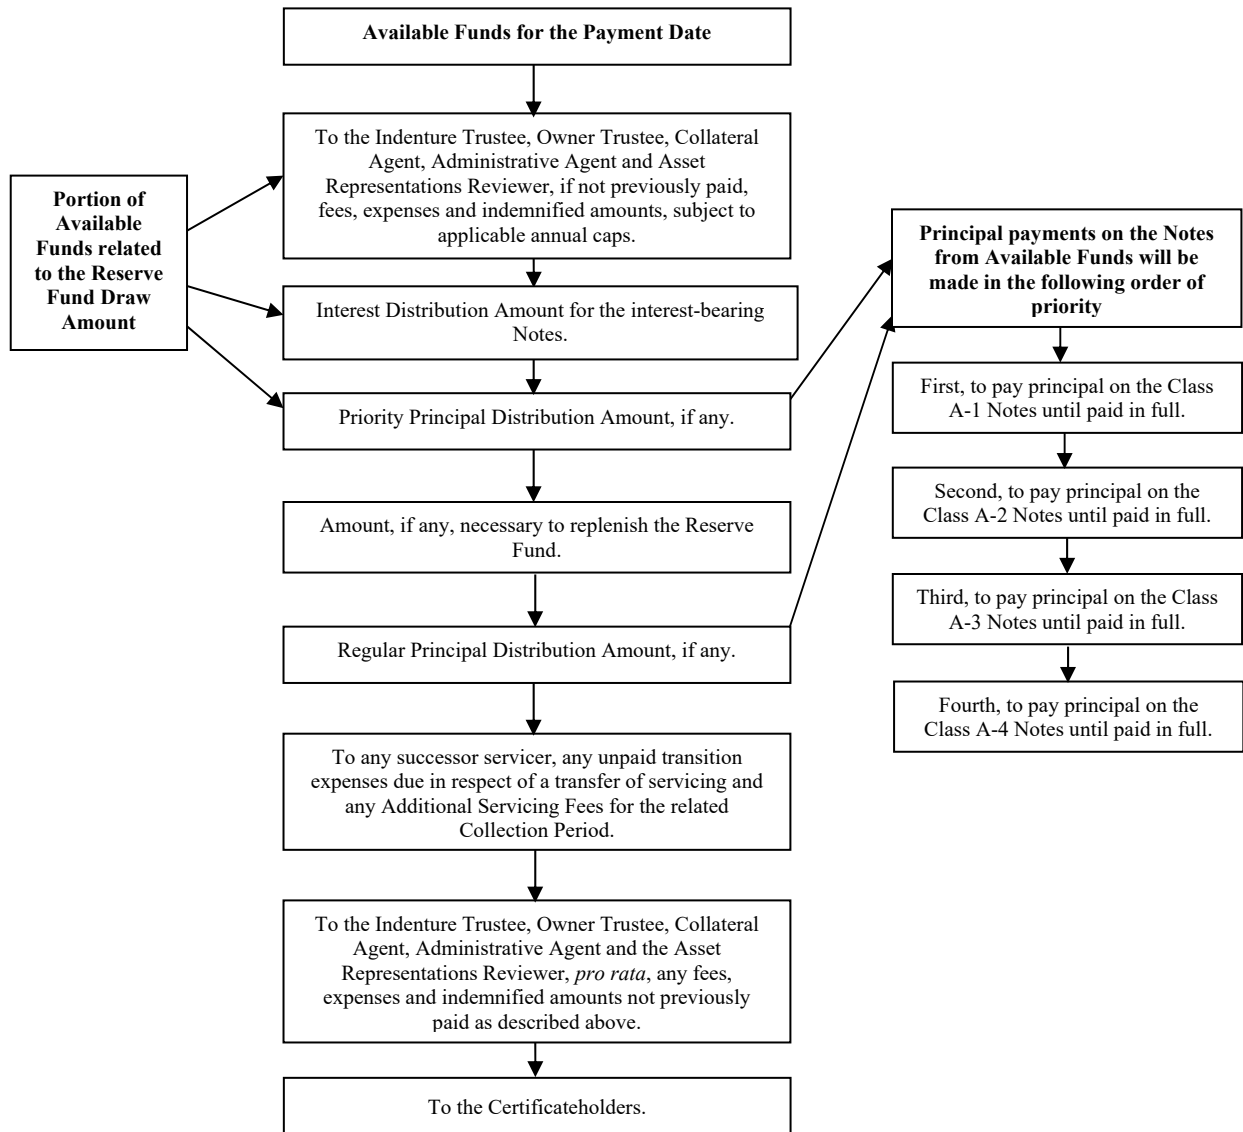 Available Funds for the Payment Date
To the Indenture Trustee, Owner Trustee, Collateral
Agent, Administrative Agent and Asset
Representations Reviewer, if not previously paid,
fees, expenses and indemnified amounts, subject to
applicable annual caps.
Portion of
Available
Funds related
to the Reserve
Fund Draw
Amount
Interest Distribution Amount for the interest-bearing
Notes.
Priority Principal Distribution Amount, if any.
Amount, if any, necessary to replenish the Reserve
Fund.
Regular Principal Distribution Amount, if any.
To any successor servicer, any unpaid transition
expenses due in respect of a transfer of servicing and
any Additional Servicing Fees for the related
Collection Period.
To the Indenture Trustee, Owner Trustee, Collateral
Agent, Administrative Agent and the Asset
Representations Reviewer, pro rata, any fees,
expenses and indemnified amounts not previously
paid as described above.
To the Certificateholders.
Principal payments on the Notes
from Available Funds will be
made in the following order of
priority
First, to pay principal on the Class
A-1 Notes until paid in full.
Second, to pay principal on the
Class A-2 Notes until paid in full.
Third, to pay principal on the Class
A-3 Notes until paid in full.
Fourth, to pay principal on the
Class A-4 Notes until paid in full.